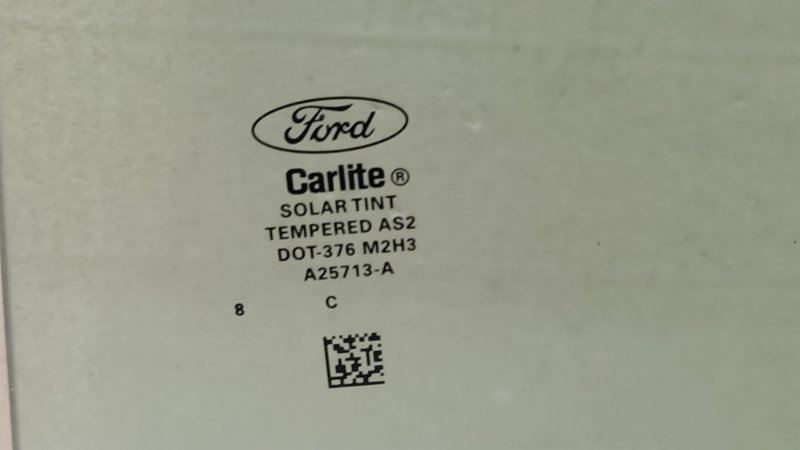 Ford
Carlite®
SOLAR TINT
TEMPERED AS2
DOT-376 M2H3
A25713-A
8 C